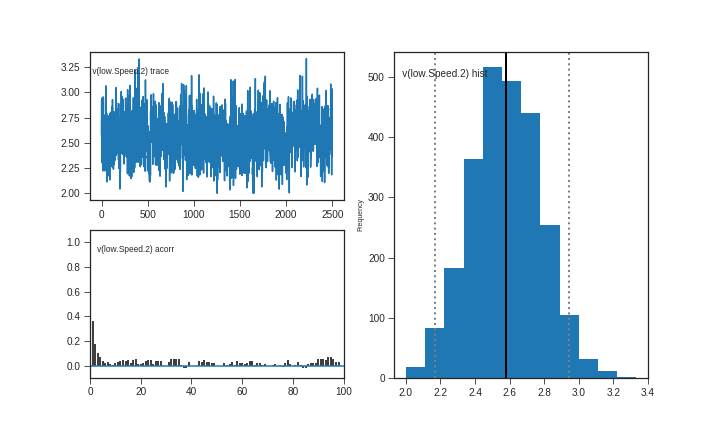 v(low.Speed.2) trace
3.25
3.00
2.75
2.50
2.25
2.00
0 500 1000 1500 2000 2500
v(low.Speed.2) acorr
1.0
0.8
0.6
0.4
0.2
0.0
0 20 40 60 80 100
v(low.Speed.2) hist
Frequency
500
400
300
200
100
0
2.0 2.2 2.4 2.6 2.8 3.0 3.2 3.4